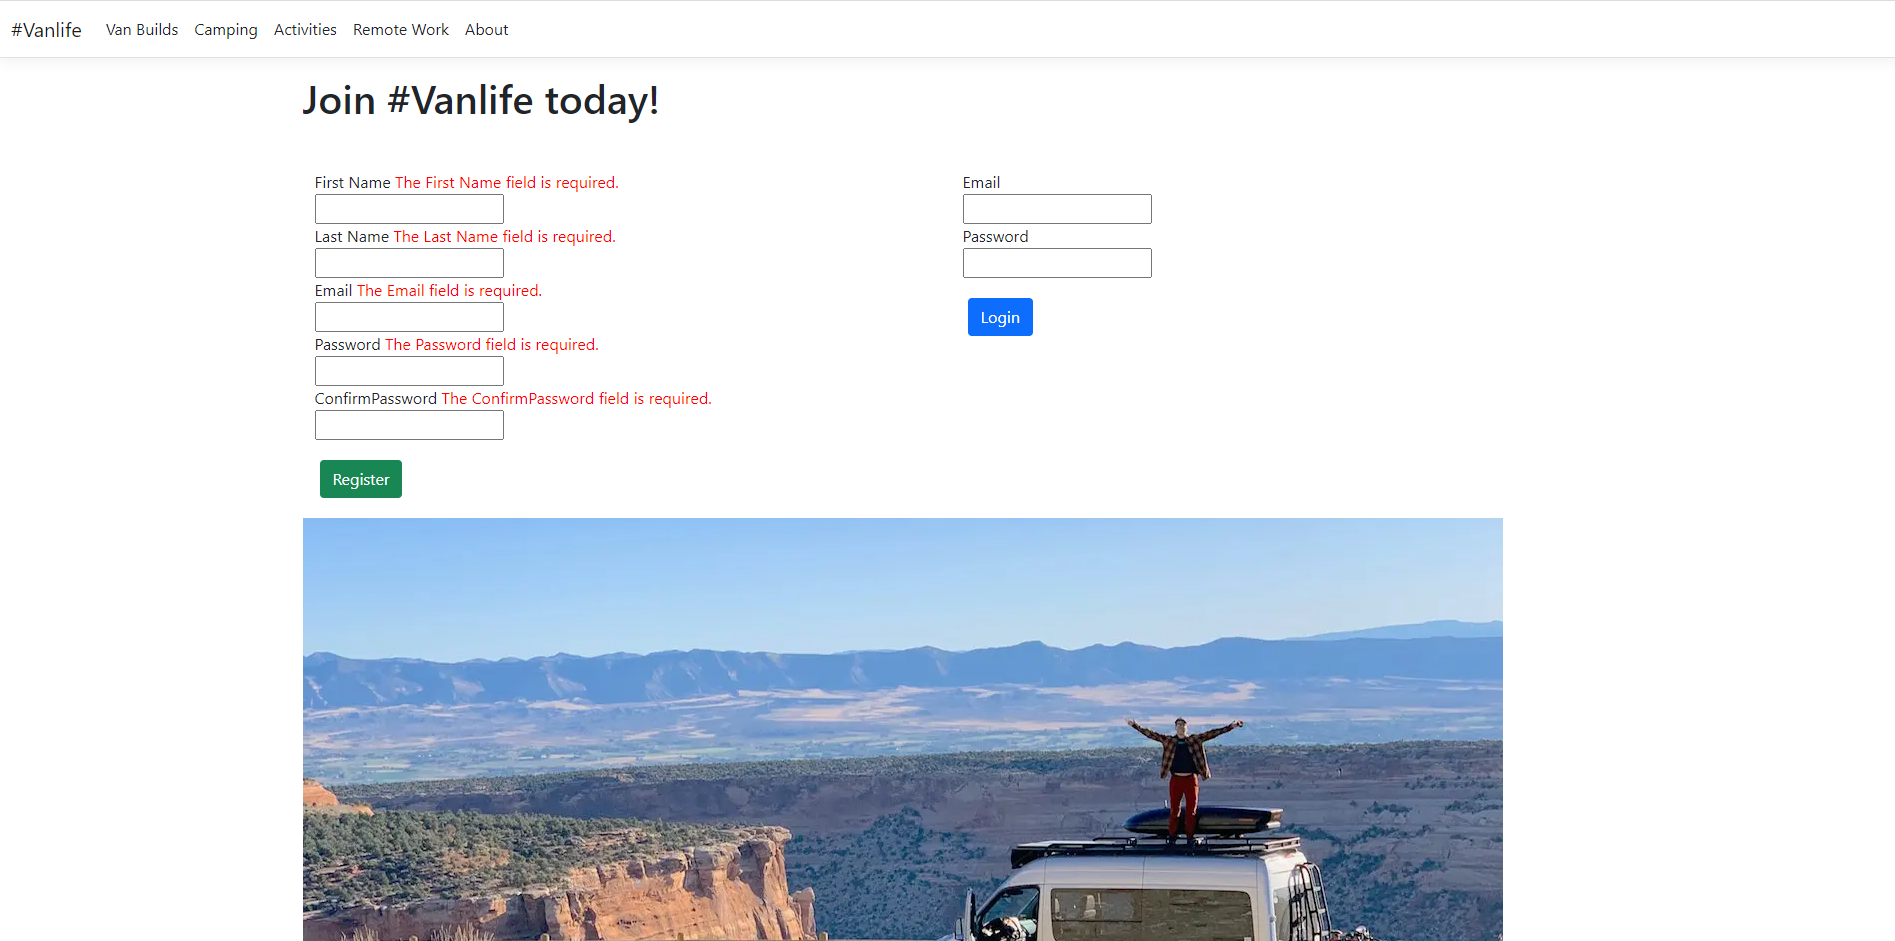 #Vanlife Van Builds Camping Activities Remote Work About
Join #Vanlife today!
First Name The First Name field is required.
Last Name The Last Name field is required.
Email The Email field is required.
Password The Password field is required.
ConfirmPassword The ConfirmPassword field is required.
Register
Email
Password
Login